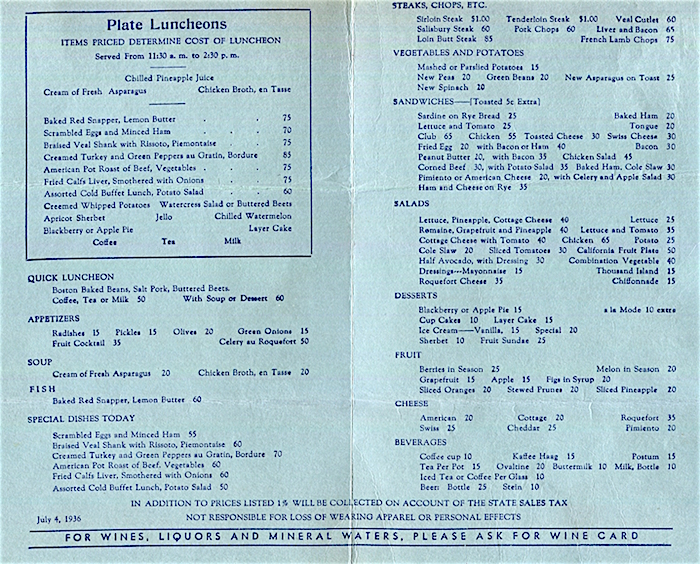 Plate Luncheons
ITEMS PRICED DETERMINE COST OF LUNCHEON
Served From 11:30 a. m. to 2:30 p. m.
Chilled Pineapple Juice
Cream of Fresh Asparagus Chicken Broth, en Tasse
Baked Red Snapper, Lemon Butter . . . 75
Scrambled Eggs and Minced Ham . . 70
Braised Veal Shank with Rissoto, Piemontaise . . 75
Creamed Turkey and Green Peppers au Gratin, Bordure 85
American Pot Roast of Beef, Vegetables . . . 75
Fried Calfs Liver, Smothered with Onions . . 75
Assorted Cold Buffet Lunch, Potato Salad . . 60
Creemed Whipped Potatoes Watercress Salad or Buttered Beets
Apricot Sherbet Jello Chilled Watermelon
Blackberry or Apple Pie Layer Cake
Coffee Tea Milk
QUICK LUNCHEON
Boston Baked Beans, Salt Pork, Buttered Beets.
Coffee, Tea or Milk 50 With Soup or Dessert 60
APPETIZERS
Radishes 15 Pickles 15 Olives 20 Green Onions 15
Fruit Cocktail 35 Celery au Roquefort 50
SOUP
Cream of Fresh Asparagus 20 Chicken Broth, en Tasse 20
FISH
Baked Red Snapper, Lemon Butter 60
SPECIAL DISHES TODAY
Scrambled Eggs and Minced Ham 55
Braised Veal Shank with Rissoto, Piemontaise 60
Creamed Turkey and Green Peppers au Gratin, Bordure 70
American Pot Roast of Beef, Vegetables 60
Fried Calfs Liver, Smothered with Onions 60
Assorted Cold Buffet Lunch, Potato Salad 50
STEAKS, CHOPS, ETC.
Sirloin Steak $1.00 Tenderloin Steak $1.00 Veal Cutlet 60
Salisbury Steak 60 Pork Chops 60 Liver and Bacon 65
Loin Butt Steak 85 French Lamb Chops 75
VEGETABLES AND POTATOES
Mashed or Parslied Potatoes 15
New Peas 20 Green Beans 20 New Asparagus on Toast 25
New Spinach 20
SANDWICHES—[Toasted 5c Extra]
Sardine on Rye Bread 25 Baked Ham 20
Lettuce and Tomato 25 Tongue 20
Club 65 Chicken 55 Toasted Cheese 30 Swiss Cheese 30
Fried Egg 20 with Bacon or Ham 40 Bacon 30
Peanut Butter 20, with Bacon 35 Chicken Salad 45
Corned Beef 30, with Potato Salad 35 Baked Ham, Cole Slaw 30
Pimiento or American Cheese 20, with Celery and Apple Salad 30
Ham and Cheese on Rye 35
SALADS
Lettuce, Pineapple, Cottage Cheese 40 Lettuce 25
Romaine, Grapefruit and Pineapple 40 Lettuce and Tomato 35
Cottage Cheese with Tomato 40 Chicken 65 Potato 25
Cole Slaw 20 Sliced Tomatoes 30 California Fruit Plate 50
Half Avocado, with Dressing 30 Combination Vegetable 40
Dressings---Mayonnaise 15 Thousand Island 15
Roquefort Cheese 35 Chiffonnade 15
DESSERTS
Blackberry or Apple Pie 15 a la Mode 10 extra
Cup Cakes 10 Layer Cake 15
Ice Cream—Vanilla, 15 Special 20
Sherbet 10 Fruit Sundae 25
FRUIT
Berries in Season 25 Melon in Season 20
Grapefruit 15 Apple 15 Figs in Syrup 20
Sliced Oranges 20 Stewed Prunes 20 Sliced Pineapple 20
CHEESE
American 20 Cottage 20 Roquefort 35
Swiss 25 Cheddar 25 Pimiento 20
BEVERAGES
Coffee cup 10 Kaffee Haag 15 Postum 15
Tea Per Pot 15 Ovaltine 20 Buttermilk 10 Milk, Bottle 10
Iced Tea or Coffee Per Glass 10
Beer: Bottle 25 Stein 10
IN ADDITION TO PRICES LISTED 1% WILL BE COLLECTED ON ACCOUNT OF THE STATE SALES TAX
July 4, 1936 NOT RESPONSIBLE FOR LOSS OF WEARING APPAREL OR PERSONAL EFFECTS
FOR WINES, LIQUORS AND MINERAL WATERS, PLEASE ASK FOR WINE CARD